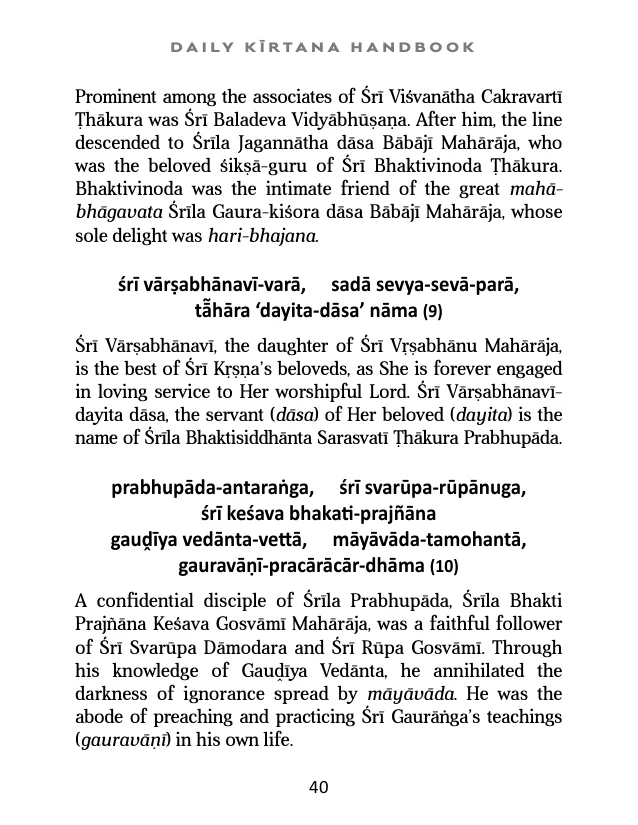 DAILY KĪRTANA HANDBOOK
Prominent among the associates of Śrī Viśvanātha Cakravartī
Ṭhākura was Śrī Baladeva Vidyābhūṣaṇa. After him, the line
descended to Śrīla Jagannātha dāsa Bābājī Mahārāja, who
was the beloved śikṣā-guru of Śrī Bhaktivinoda Ṭhākura.
Bhaktivinoda was the intimate friend of the great mahā-
bhāgavata Śrīla Gaura-kiśora dāsa Bābājī Mahārāja, whose
sole delight was hari-bhajana.
śrī vārṣabhānavī-varā, sadā sevya-sevā-parā,
tā̃hāra ‘dayita-dāsa’ nāma (9)
Śrī Vārṣabhānavī, the daughter of Śrī Vṛṣabhānu Mahārāja,
is the best of Śrī Kṛṣṇa’s beloveds, as She is forever engaged
in loving service to Her worshipful Lord. Śrī Vārṣabhānavī-
dayita dāsa, the servant (dāsa) of Her beloved (dayita) is the
name of Śrīla Bhaktisiddhānta Sarasvatī Ṭhākura Prabhupāda.
prabhupāda-antaraṅga, śrī svarūpa-rūpānuga,
śrī keśava bhakati-prajñāna
gauḓīya vedānta-vettā, māyāvāda-tamohantā,
gauravāṇī-pracārācār-dhāma (10)
A confidential disciple of Śrīla Prabhupāda, Śrīla Bhakti
Prajñāna Keśava Gosvāmī Mahārāja, was a faithful follower
of Śrī Svarūpa Dāmodara and Śrī Rūpa Gosvāmī. Through
his knowledge of Gauḓīya Vedānta, he annihilated the
darkness of ignorance spread by māyāvāda. He was the
abode of preaching and practicing Śrī Gaurāṅga’s teachings
(gauravāṇī) in his own life.
40